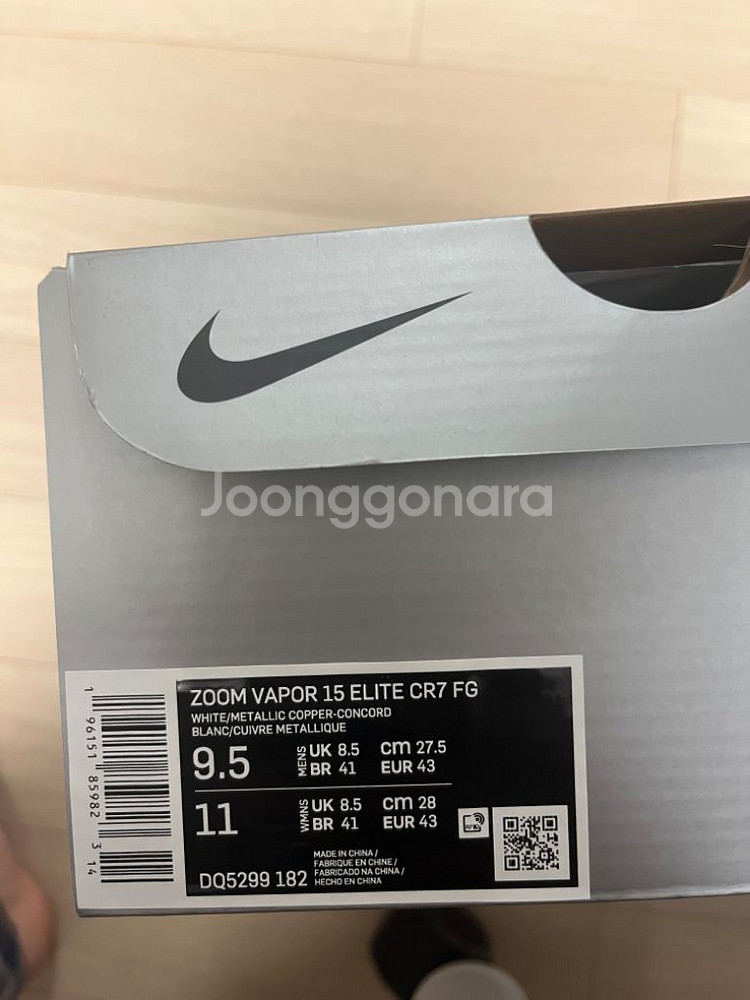 Joonggonara
ZOOM VAPOR 15 ELITE CR7 FG
WHITE/METALLIC COPPER-CONCORD
BLANC/CUIVRE METALLIQUE
9.5 MENS UK 8.5 cm 27.5
BR 41 EUR 43
11 WMNS UK 8.5 cm 28
BR 41 EUR 43
DQ5299 182
MADE IN CHINA /
FABRIQUE EN CHINE /
FABRICADO NA CHINA /
HECHO EN CHINA
1 96151 85982 3 14